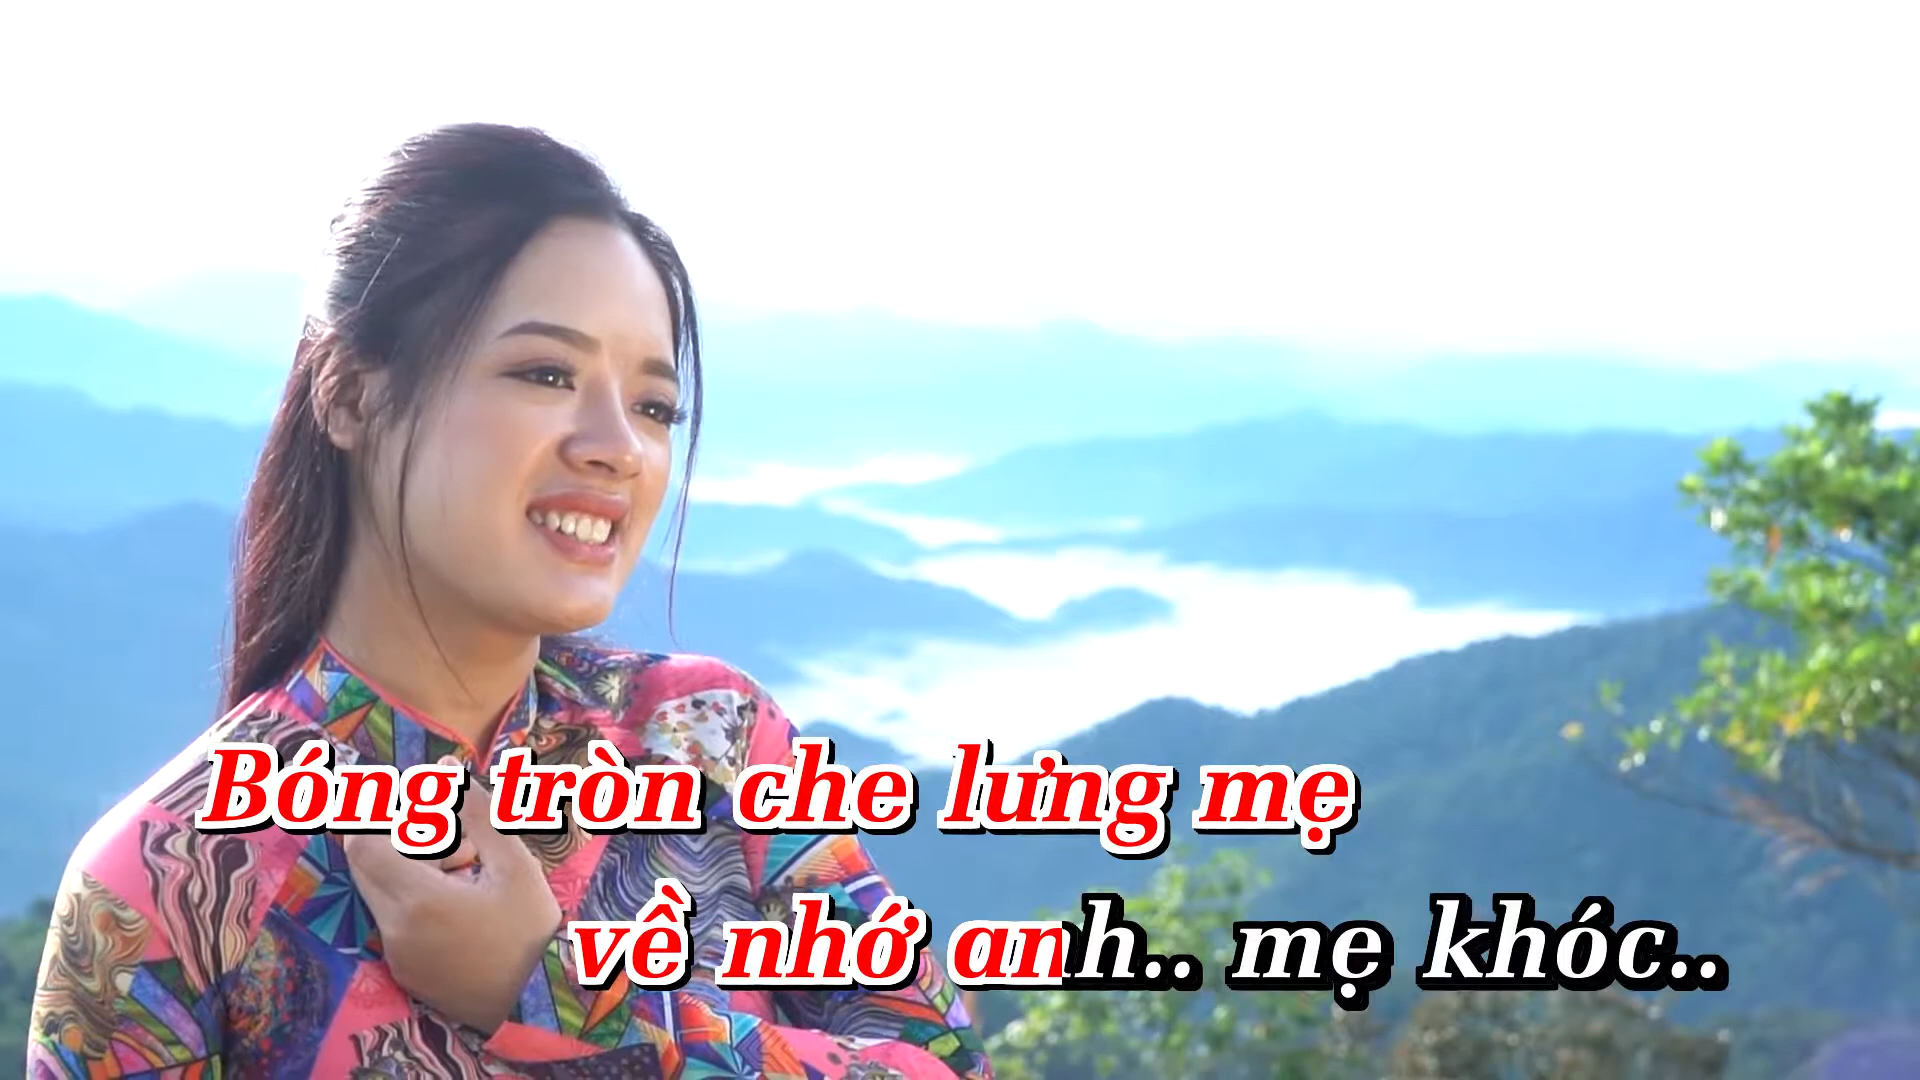 Bóng tròn che lưng mẹ
về nhớ anh.. mẹ khóc..